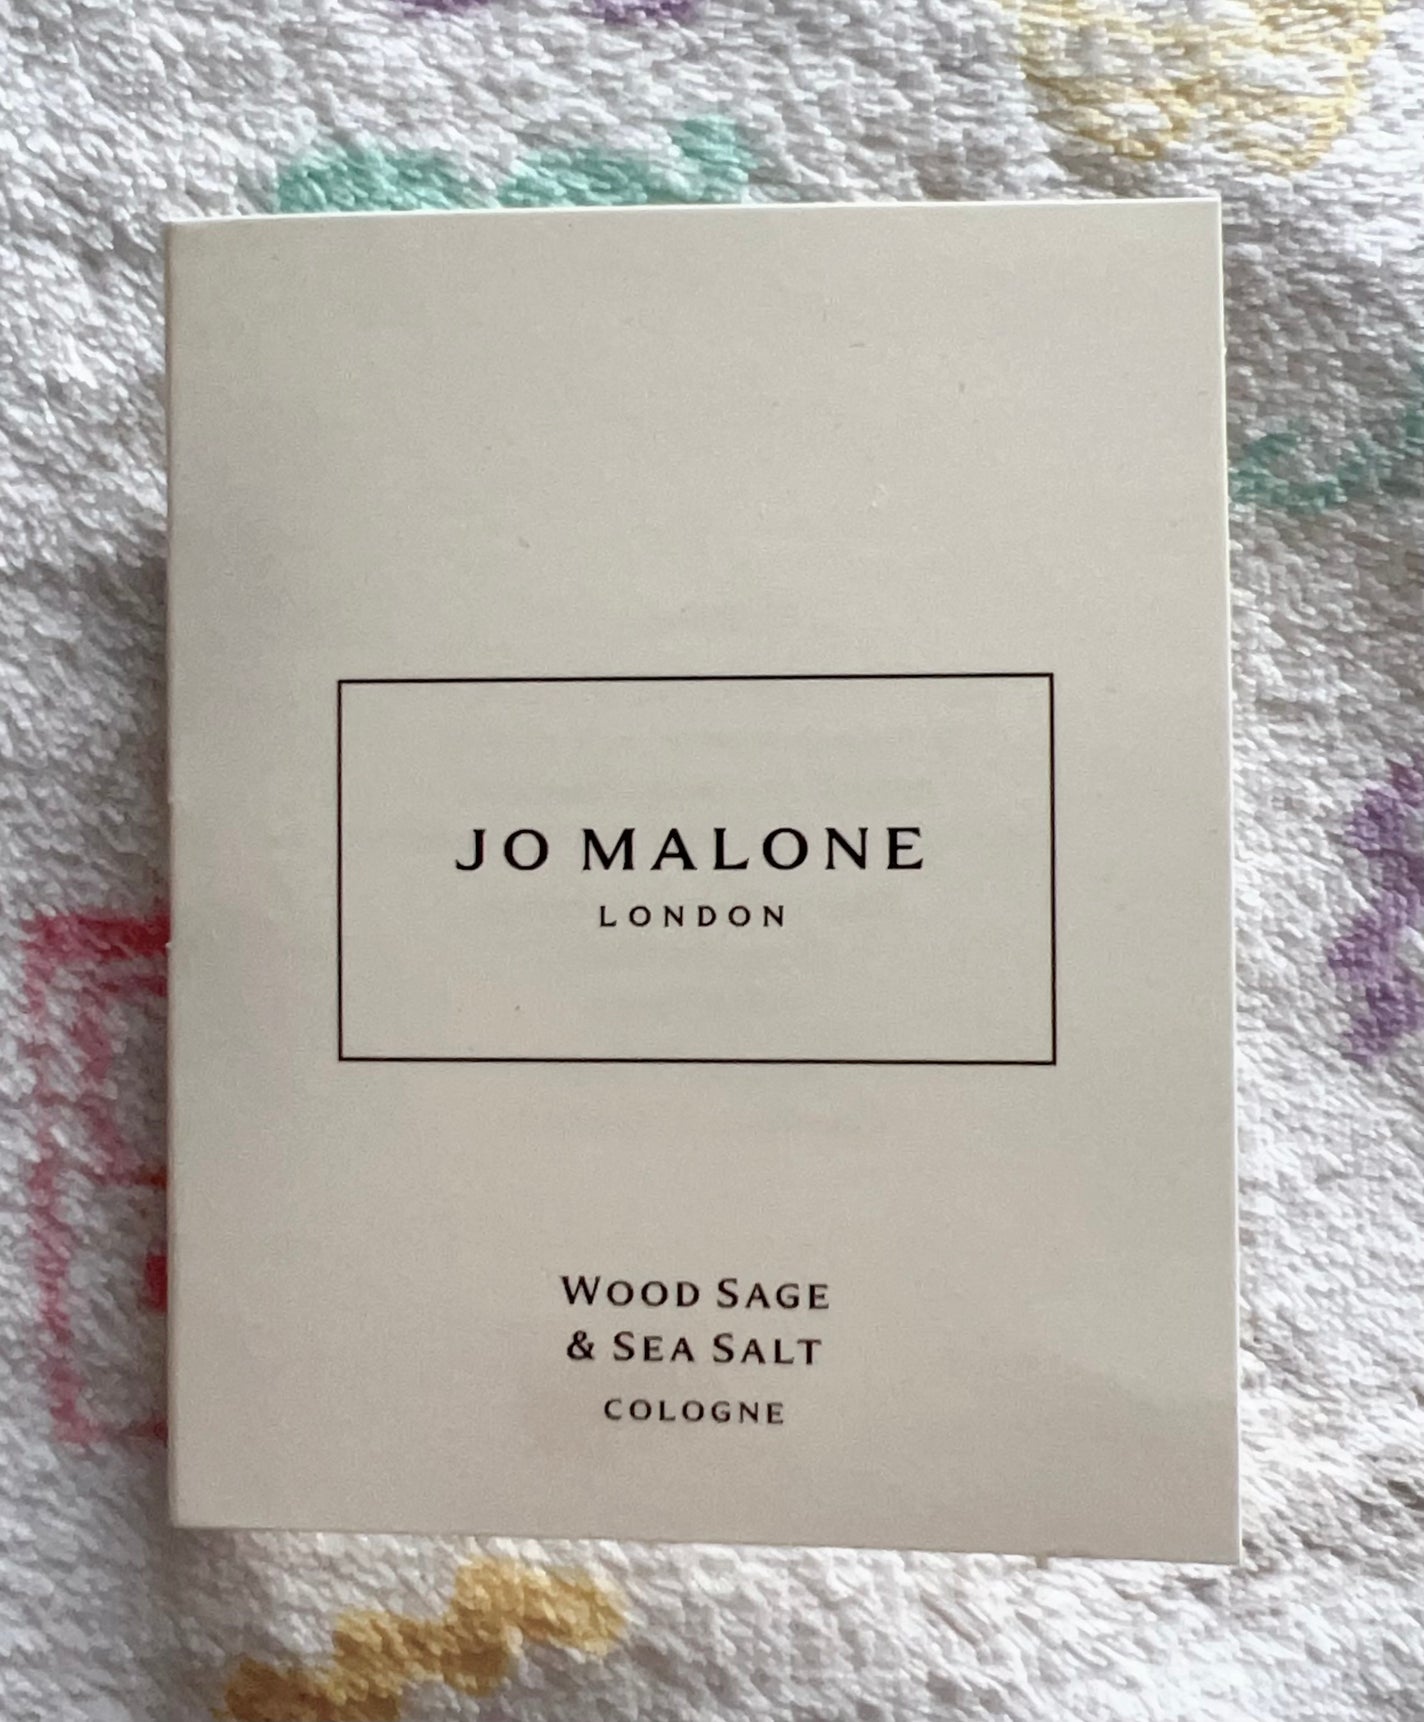 JO MALONE
LONDON
WOOD SAGE
& SEA SALT
COLOGNE